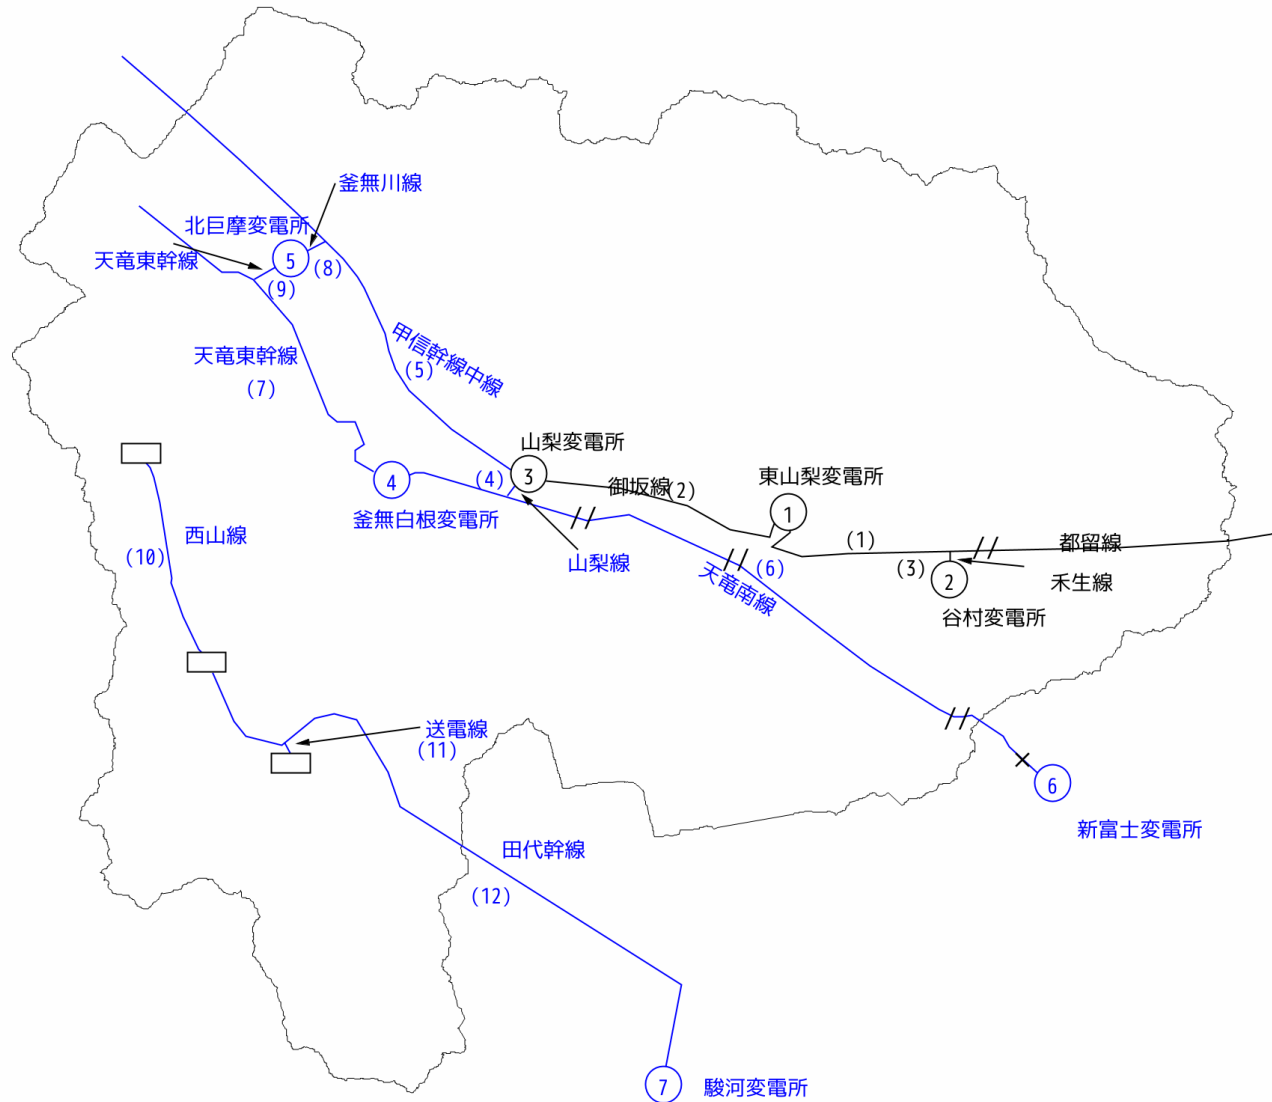 釜無川線
北巨摩変電所
天竜東幹線
5
(8)
(9)
天竜東幹線
(7)
甲信幹線中線
(5)
山梨変電所
3
(4)
4
釜無白根変電所
御坂線
(2)
東山梨変電所
1
(1)
都留線
(3)
2
禾生線
谷村変電所
山梨線
(6)
天竜南線
西山線
(10)
送電線
(11)
6
新富士変電所
田代幹線
(12)
7
駿河変電所